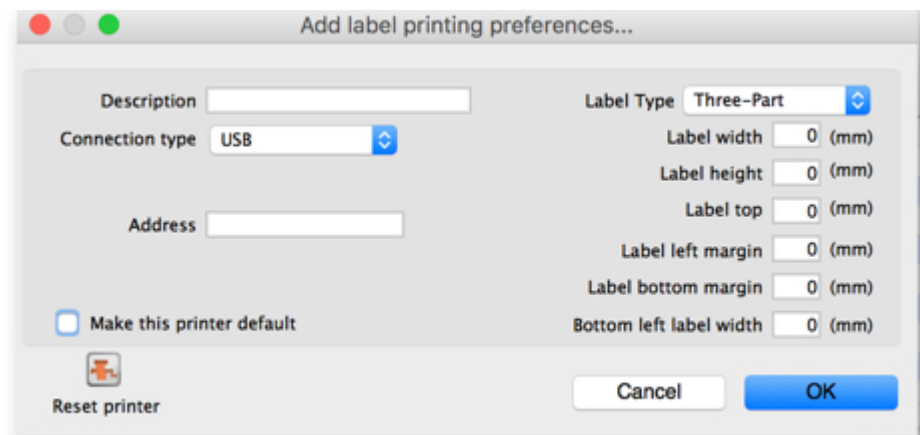 Add label printing preferences...
Description
Label Type Three-Part
Connection type USB
Label width 0 (mm)
Label height 0 (mm)
Address
Label top 0 (mm)
Label left margin 0 (mm)
Label bottom margin 0 (mm)
Make this printer default
Bottom left label width 0 (mm)
Reset printer
Cancel
OK